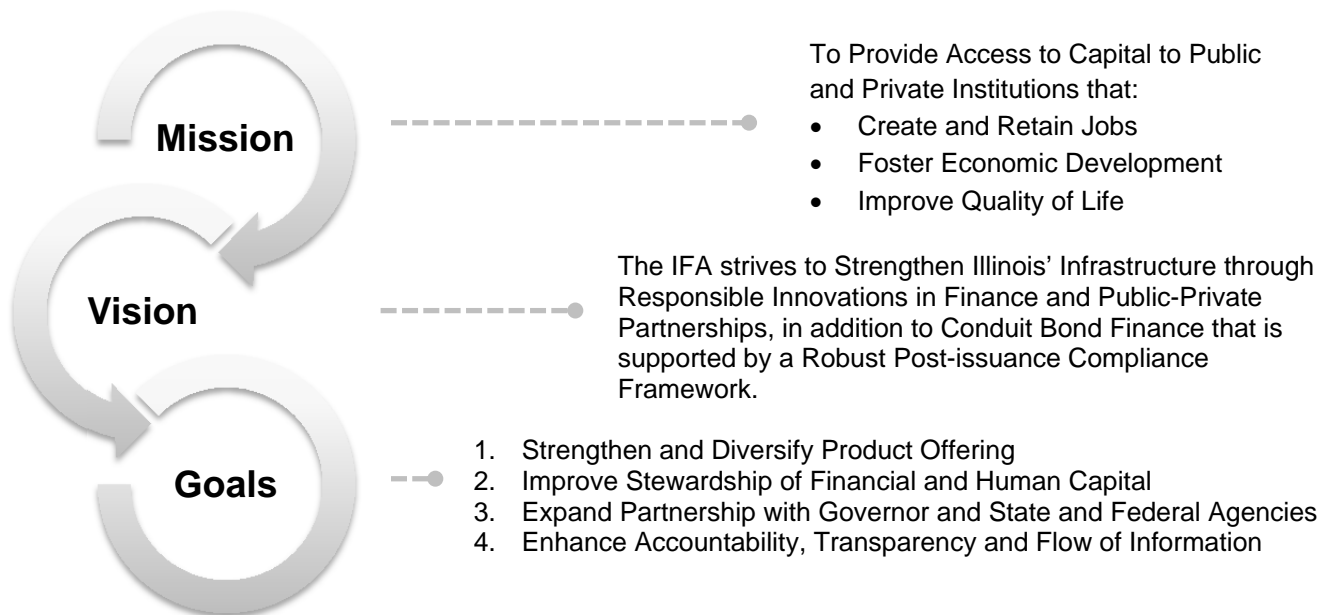 Mission
To Provide Access to Capital to Public
and Private Institutions that:
• Create and Retain Jobs
• Foster Economic Development
• Improve Quality of Life
Vision
The IFA strives to Strengthen Illinois’ Infrastructure through
Responsible Innovations in Finance and Public-Private
Partnerships, in addition to Conduit Bond Finance that is
supported by a Robust Post-issuance Compliance
Framework.
Goals
1. Strengthen and Diversify Product Offering
2. Improve Stewardship of Financial and Human Capital
3. Expand Partnership with Governor and State and Federal Agencies
4. Enhance Accountability, Transparency and Flow of Information